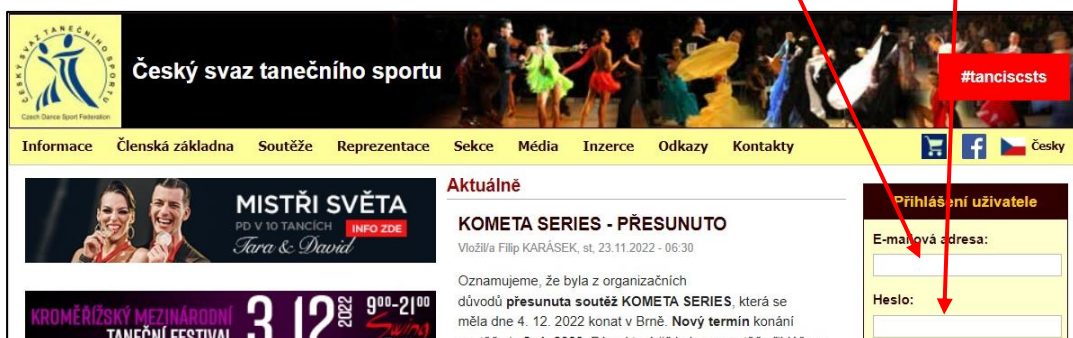 ČESKÝ SVAZ TANEČNÍHO SPORTU
Czech Dance Sport Federation
Český svaz tanečního sportu
#tanciscsts
Informace Členská základna Soutěže Reprezentace Sekce Média Inzerce Odkazy Kontakty Česky
MISTŘI SVĚTA
PD V 10 TANCÍCH INFO ZDE
Tara & David
KROMĚŘÍŽSKÝ MEZINÁRODNÍ
TANEČNÍ FESTIVAL
3.12. 2022 9⁰⁰-21⁰⁰
Swing
Aktuálně
KOMETA SERIES - PŘESUNUTO
Vložil/a Filip KARÁSEK, st, 23.11.2022 - 06:30
Oznamujeme, že byla z organizačních
důvodů přesunuta soutěž KOMETA SERIES, která se
měla dne 4. 12. 2022 konat v Brně. Nový termín konání
Přihlášení uživatele
E-mailová adresa:
Heslo: